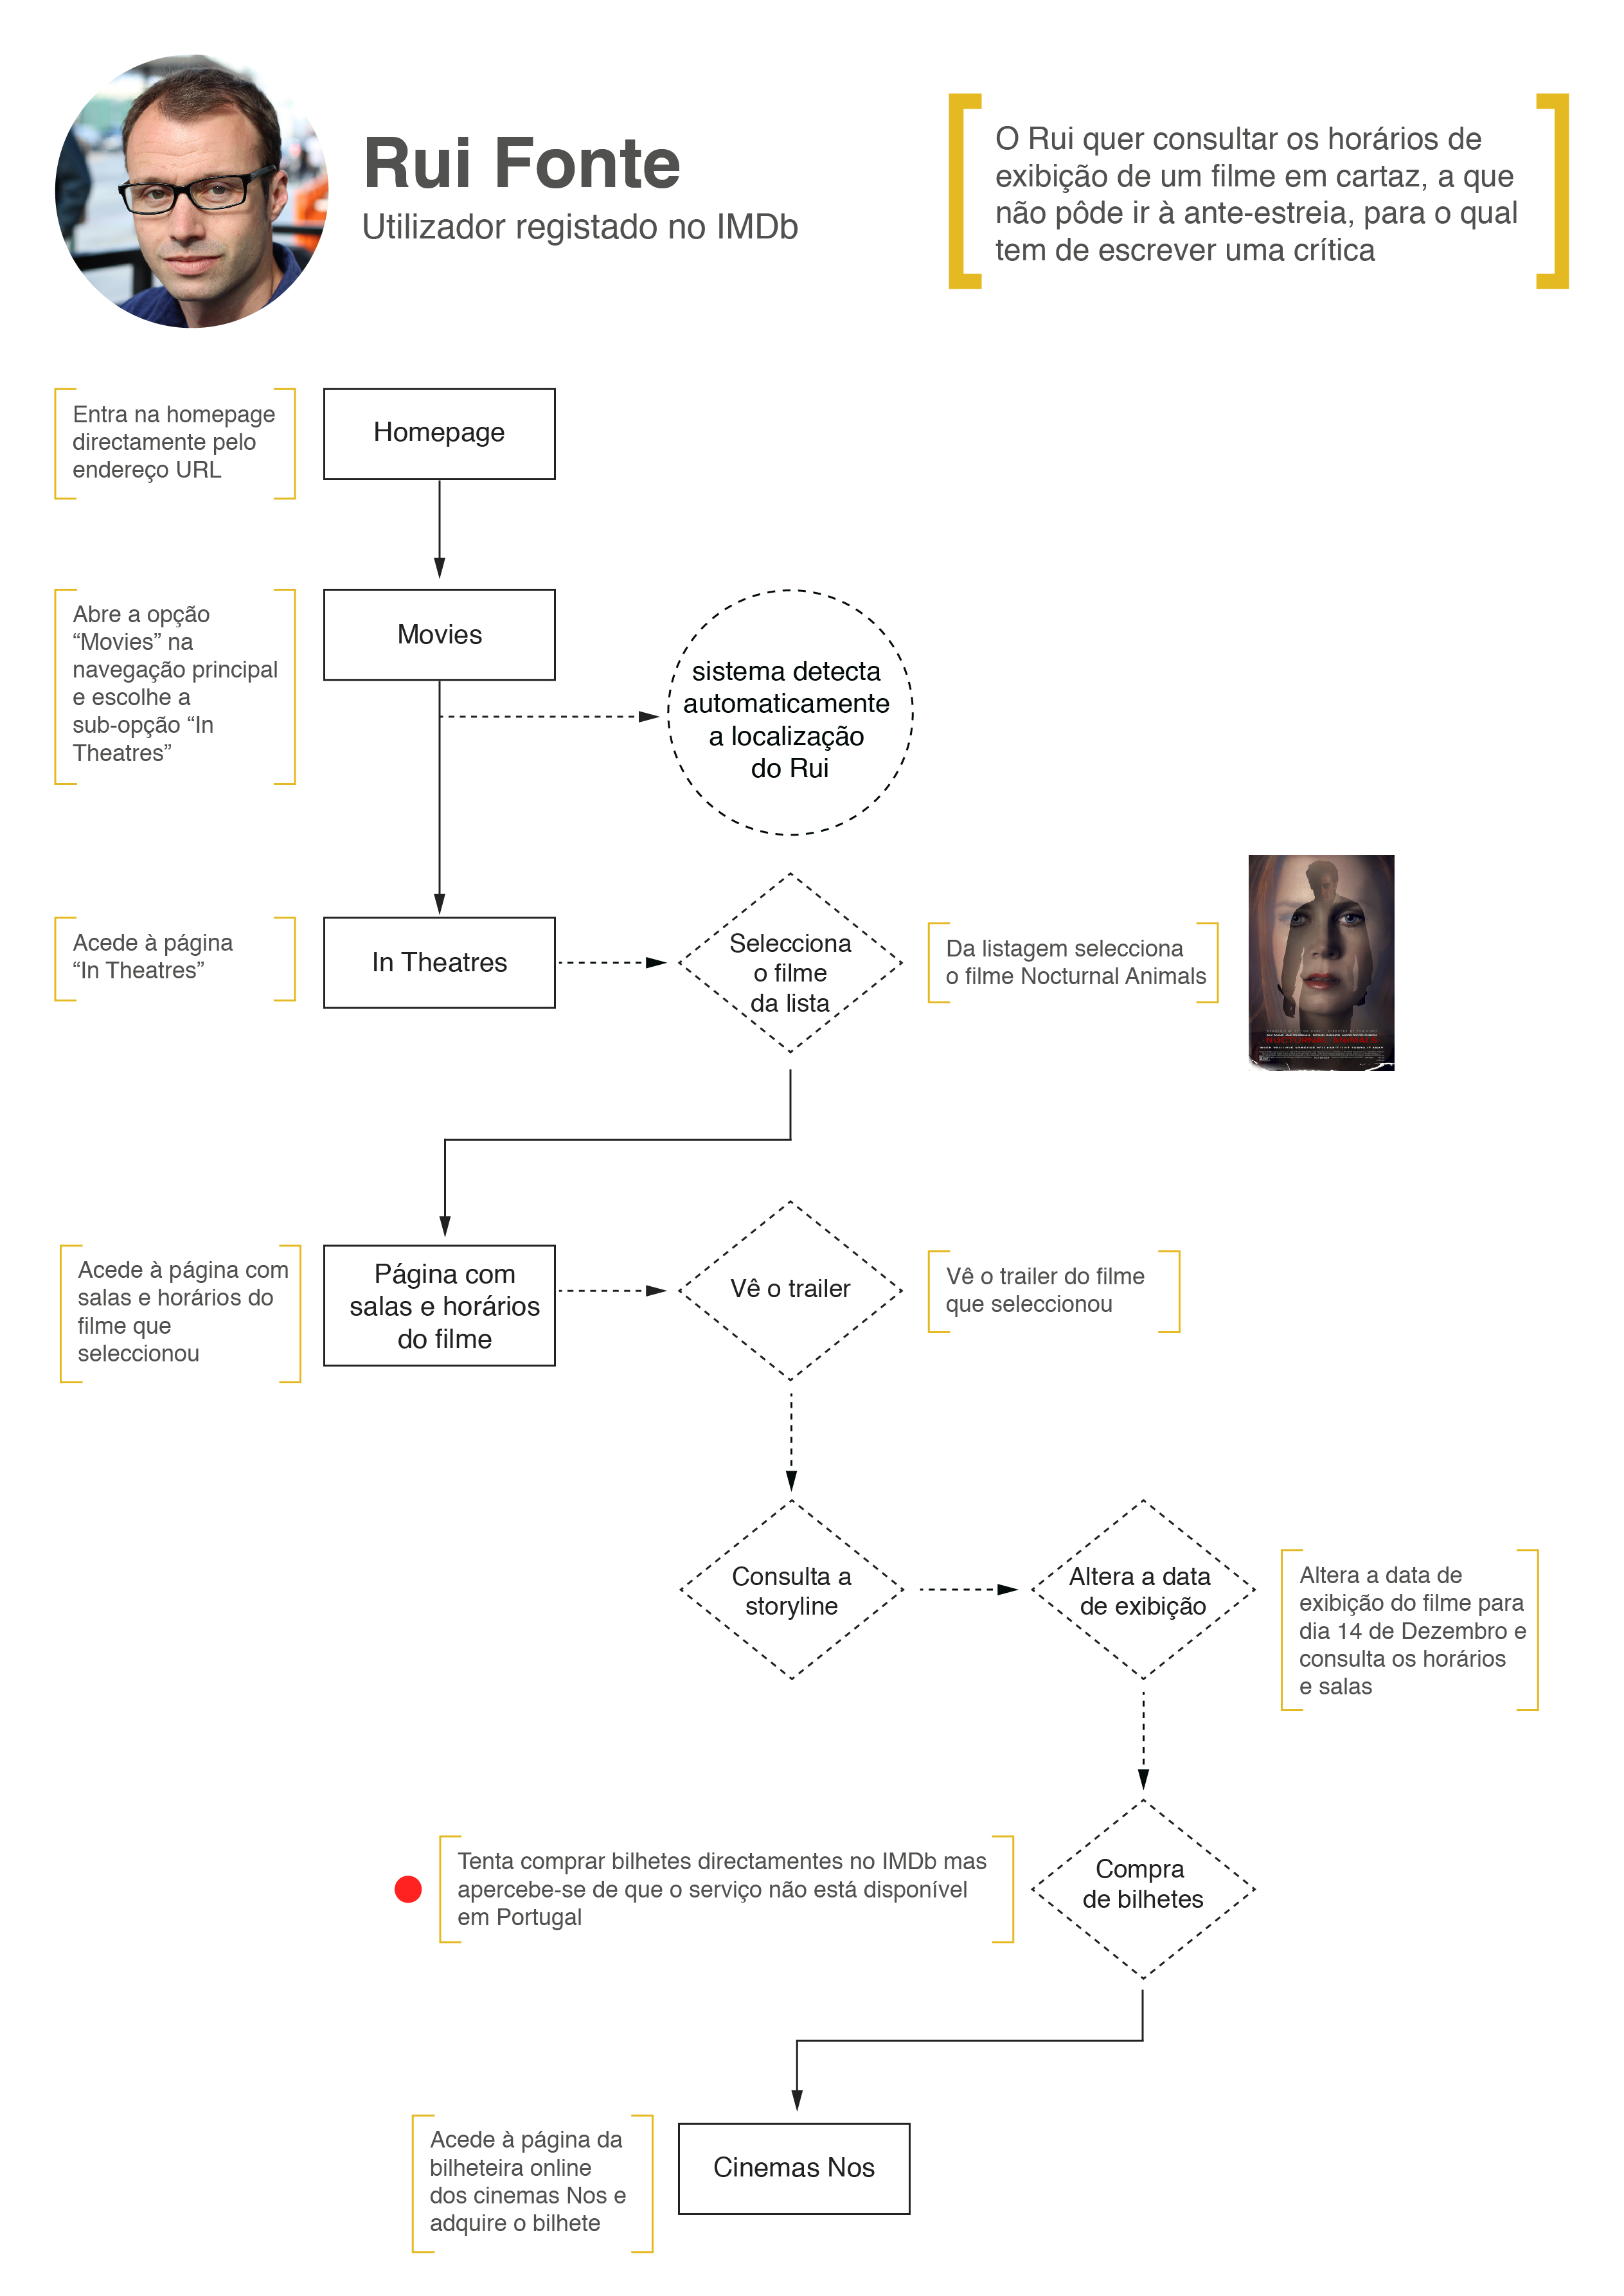 Rui Fonte
Utilizador registado no IMDb
O Rui quer consultar os horários de
exibição de um filme em cartaz, a que
não pôde ir à ante-estreia, para o qual
tem de escrever uma crítica
Entra na homepage
directamente pelo
endereço URL
Homepage
Abre a opção
“Movies” na
navegação principal
e escolhe a
sub-opção “In
Theatres”
Movies
sistema detecta
automaticamente
a localização
do Rui
Acede à página
“In Theatres”
In Theatres
Selecciona
o filme
da lista
Da listagem selecciona
o filme Nocturnal Animals
NOCTURNAL ANIMALS
Acede à página com
salas e horários do
filme que
seleccionou
Página com
salas e horários
do filme
Vê o trailer
Vê o trailer do filme
que seleccionou
Consulta a
storyline
Altera a data
de exibição
Altera a data de
exibição do filme para
dia 14 de Dezembro e
consulta os horários
e salas
Tenta comprar bilhetes directamentes no IMDb mas
apercebe-se de que o serviço não está disponível
em Portugal
Compra
de bilhetes
Acede à página da
bilheteira online
dos cinemas Nos e
adquire o bilhete
Cinemas Nos